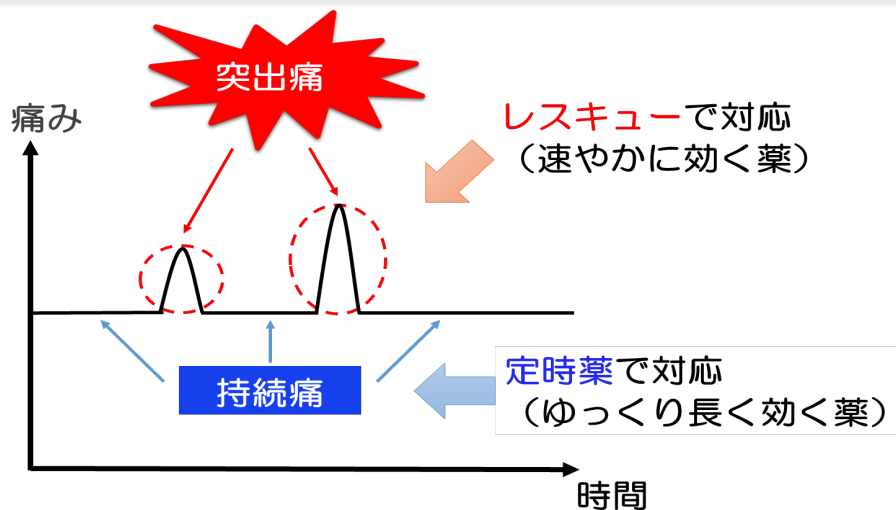 突出痛
痛み
レスキューで対応
（速やかに効く薬）
持続痛
定時薬で対応
（ゆっくり長く効く薬）
時間